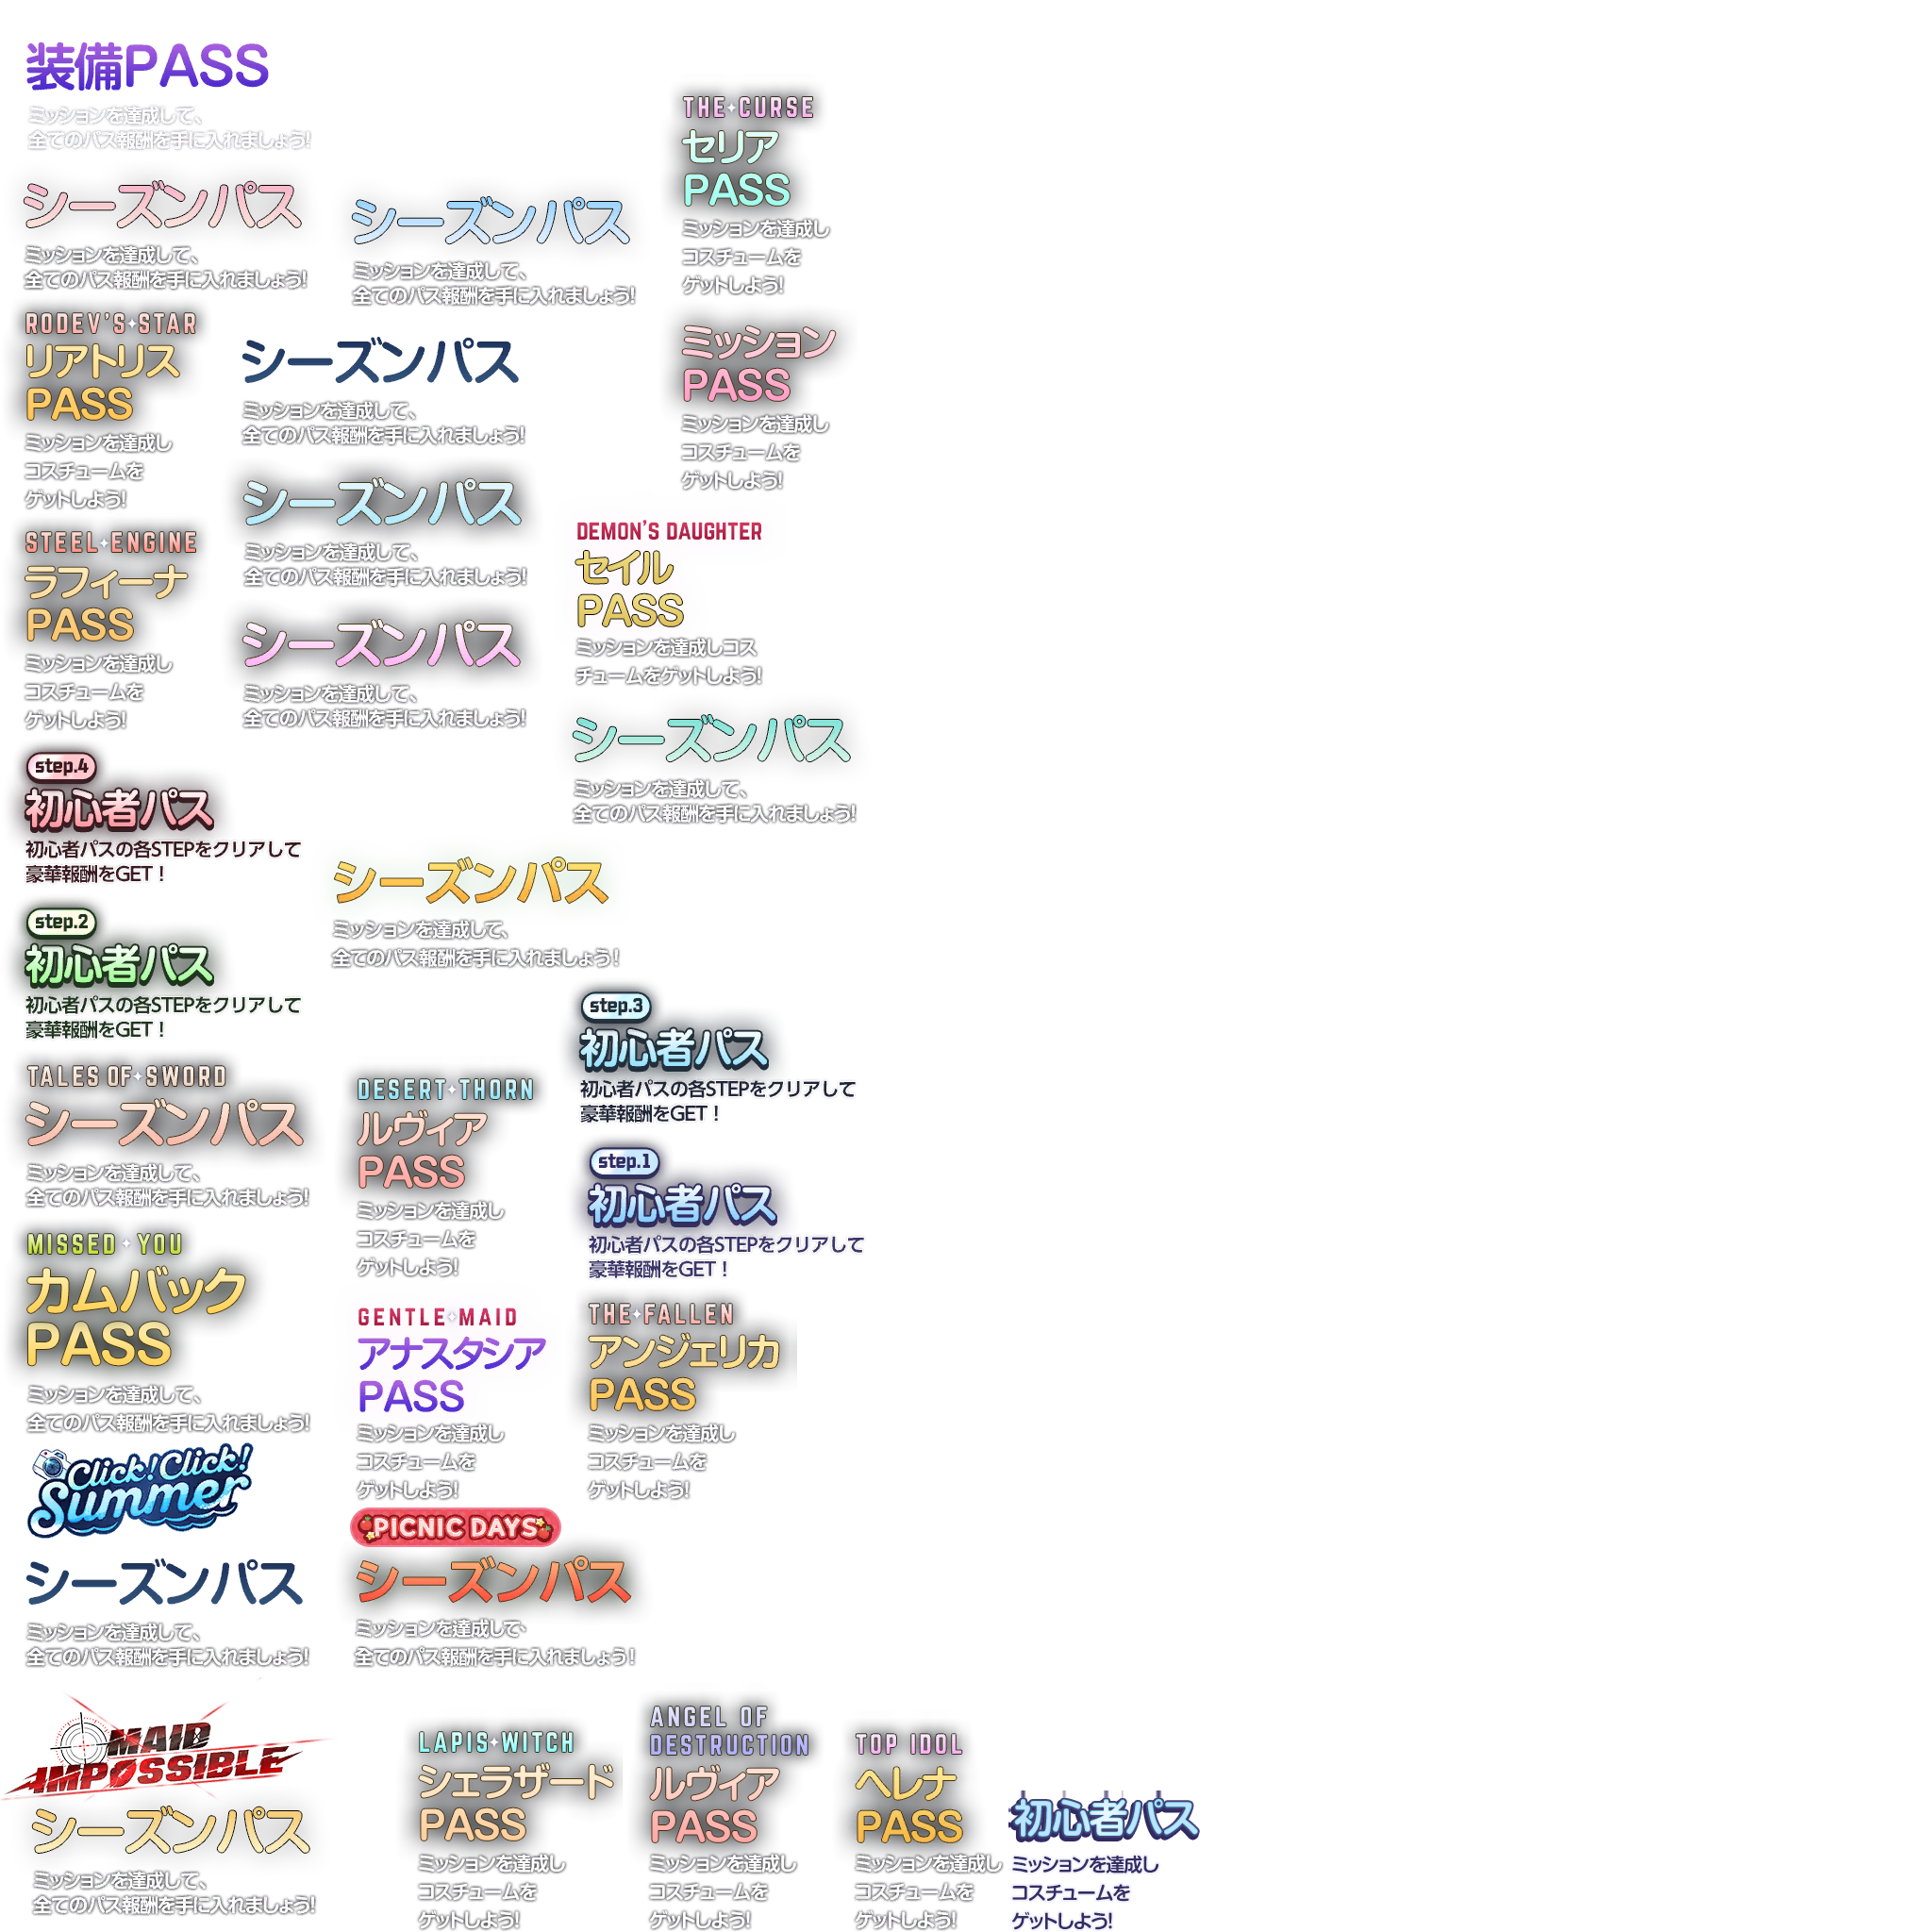 装備PASS
ミッションを達成して、
全てのパス報酬を手に入れましょう!
THE CURSE
セリア
PASS
ミッションを達成し
コスチュームを
ゲットしよう!
シーズンパス
ミッションを達成して、
全てのパス報酬を手に入れましょう!
シーズンパス
ミッションを達成して、
全てのパス報酬を手に入れましょう!
RODEV'S STAR
リアトリス
PASS
ミッションを達成し
コスチュームを
ゲットしよう!
シーズンパス
ミッションを達成して、
全てのパス報酬を手に入れましょう!
ミッション
PASS
ミッションを達成し
コスチュームを
ゲットしよう!
シーズンパス
ミッションを達成して、
全てのパス報酬を手に入れましょう!
STEEL ENGINE
ラフィーナ
PASS
ミッションを達成し
コスチュームを
ゲットしよう!
DEMON'S DAUGHTER
セイル
PASS
ミッションを達成しコス
チュームをゲットしよう!
シーズンパス
ミッションを達成して、
全てのパス報酬を手に入れましょう!
シーズンパス
ミッションを達成して、
全てのパス報酬を手に入れましょう!
step.4
初心者パス
初心者パスの各STEPをクリアして
豪華報酬をGET!
シーズンパス
ミッションを達成して、
全てのパス報酬を手に入れましょう!
step.2
初心者パス
初心者パスの各STEPをクリアして
豪華報酬をGET!
step.3
初心者パス
初心者パスの各STEPをクリアして
豪華報酬をGET!
TALES OF SWORD
シーズンパス
ミッションを達成して、
全てのパス報酬を手に入れましょう!
DESERT THORN
ルヴィア
PASS
ミッションを達成し
コスチュームを
ゲットしよう!
step.1
初心者パス
初心者パスの各STEPをクリアして
豪華報酬をGET!
MISSED YOU
カムバック
PASS
ミッションを達成して、
全てのパス報酬を手に入れましょう!
GENTLE MAID
アナスタシア
PASS
ミッションを達成し
コスチュームを
ゲットしよう!
THE FALLEN
アンジェリカ
PASS
ミッションを達成し
コスチュームを
ゲットしよう!
Click! Click!
Summer
シーズンパス
ミッションを達成して、
全てのパス報酬を手に入れましょう!
PICNIC DAYS
シーズンパス
ミッションを達成して、
全てのパス報酬を手に入れましょう!
MAID
IMPOSSIBLE
シーズンパス
ミッションを達成して、
全てのパス報酬を手に入れましょう!
LAPIS WITCH
シェラザード
PASS
ミッションを達成し
コスチュームを
ゲットしよう!
ANGEL OF
DESTRUCTION
ルヴィア
PASS
ミッションを達成し
コスチュームを
ゲットしよう!
TOP IDOL
ヘレナ
PASS
ミッションを達成し
コスチュームを
ゲットしよう!
初心者パス
ミッションを達成し
コスチュームを
ゲットしよう!